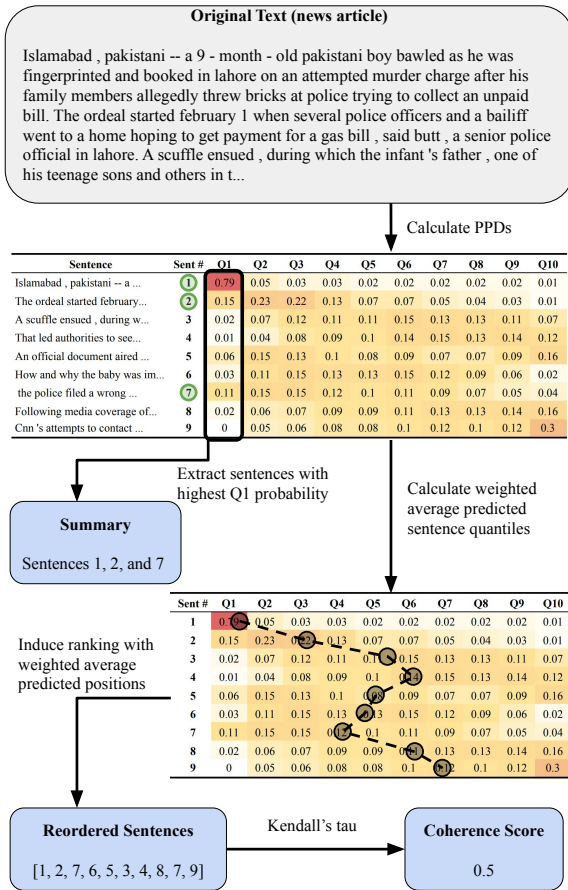 Original Text (news article)
Islamabad , pakistani -- a 9 - month - old pakistani boy bawled as he was
fingerprinted and booked in lahore on an attempted murder charge after his
family members allegedly threw bricks at police trying to collect an unpaid
bill. The ordeal started february 1 when several police officers and a bailiff
went to a home hoping to get payment for a gas bill , said butt , a senior police
official in lahore. A scuffle ensued , during which the infant 's father , one of
his teenage sons and others in t...
Calculate PPDs
Sentence Sent # Q1 Q2 Q3 Q4 Q5 Q6 Q7 Q8 Q9 Q10
Islamabad , pakistani -- a ... 1 0.79 0.05 0.03 0.03 0.02 0.02 0.02 0.02 0.02 0.01
The ordeal started february... 2 0.15 0.23 0.22 0.13 0.07 0.07 0.05 0.04 0.03 0.01
A scuffle ensued , during w... 3 0.02 0.07 0.12 0.11 0.11 0.15 0.13 0.13 0.11 0.07
That led authorities to see... 4 0.01 0.04 0.08 0.09 0.1 0.14 0.15 0.13 0.14 0.12
An official document aired ... 5 0.06 0.15 0.13 0.1 0.08 0.09 0.07 0.07 0.09 0.16
How and why the baby was im... 6 0.03 0.11 0.15 0.13 0.13 0.15 0.12 0.09 0.06 0.02
the police filed a wrong ... 7 0.11 0.15 0.15 0.12 0.1 0.11 0.09 0.07 0.05 0.04
Following media coverage of... 8 0.02 0.06 0.07 0.09 0.09 0.11 0.13 0.13 0.14 0.16
Cnn 's attempts to contact ... 9 0 0.05 0.06 0.08 0.08 0.1 0.12 0.1 0.12 0.3
Extract sentences with
highest Q1 probability
Calculate weighted
average predicted
sentence quantiles
Summary
Sentences 1, 2, and 7
Sent # Q1 Q2 Q3 Q4 Q5 Q6 Q7 Q8 Q9 Q10
1 0.79 0.05 0.03 0.03 0.02 0.02 0.02 0.02 0.02 0.01
2 0.15 0.23 0.22 0.13 0.07 0.07 0.05 0.04 0.03 0.01
3 0.02 0.07 0.12 0.11 0.11 0.15 0.13 0.13 0.11 0.07
4 0.01 0.04 0.08 0.09 0.1 0.14 0.15 0.13 0.14 0.12
5 0.06 0.15 0.13 0.1 0.08 0.09 0.07 0.07 0.09 0.16
6 0.03 0.11 0.15 0.13 0.13 0.15 0.12 0.09 0.06 0.02
7 0.11 0.15 0.15 0.12 0.1 0.11 0.09 0.07 0.05 0.04
8 0.02 0.06 0.07 0.09 0.09 0.11 0.13 0.13 0.14 0.16
9 0 0.05 0.06 0.08 0.08 0.1 0.12 0.1 0.12 0.3
Induce ranking with
weighted average
predicted positions
Reordered Sentences
[1, 2, 7, 6, 5, 3, 4, 8, 7, 9]
Kendall's tau
Coherence Score
0.5